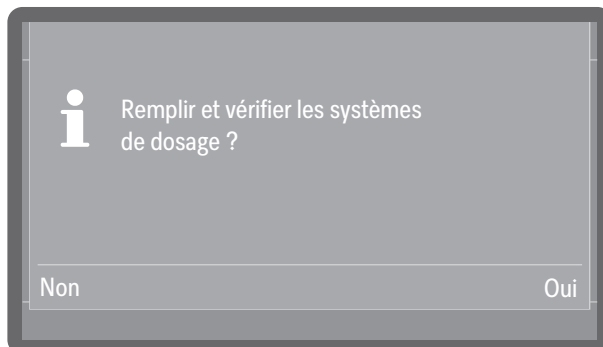 Remplir et vérifier les systèmes
de dosage ?
Non
Oui